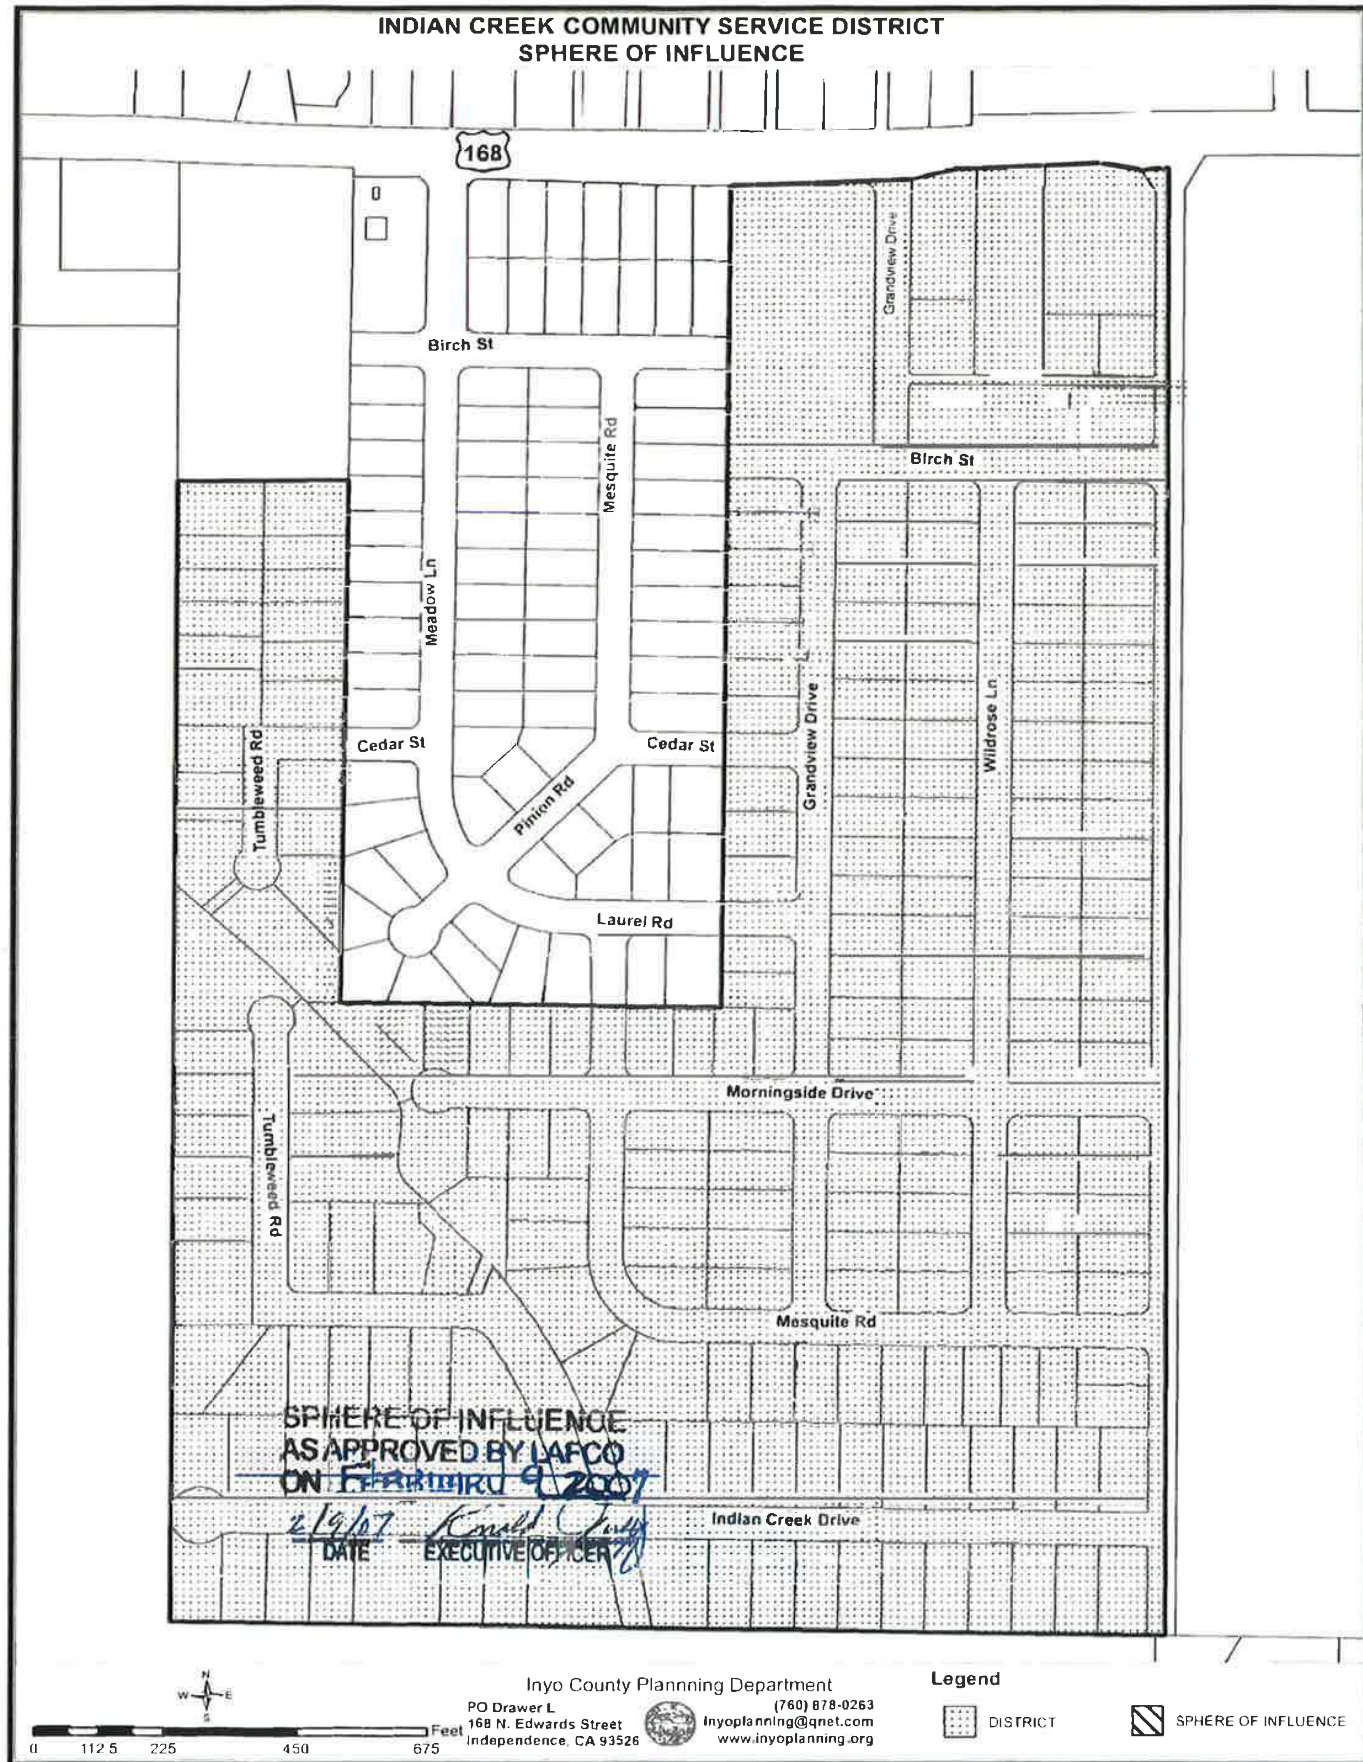 INDIAN CREEK COMMUNITY SERVICE DISTRICT
SPHERE OF INFLUENCE
168
Grandview Drive
Birch St
Mesquite Rd
Birch St
Meadow Ln
Grandview Drive
Wildrose Ln
Tumbleweed Rd
Cedar St
Cedar St
Pinion Rd
Laurel Rd
Morningside Drive
Tumbleweed Rd
Mesquite Rd
SPHERE OF INFLUENCE
AS APPROVED BY LAFCO
ON 9 2007
2/9/07
DATE EXECUTIVE OFFICER
Indian Creek Drive
N
W E
S
0 112.5 225 450 675 Feet
Inyo County Plannning Department
PO Drawer L
168 N. Edwards Street
Independence, CA 93526
(760) 878-0263
Inyoplanning@qnet.com
www.inyoplanning.org
Legend
DISTRICT
SPHERE OF INFLUENCE